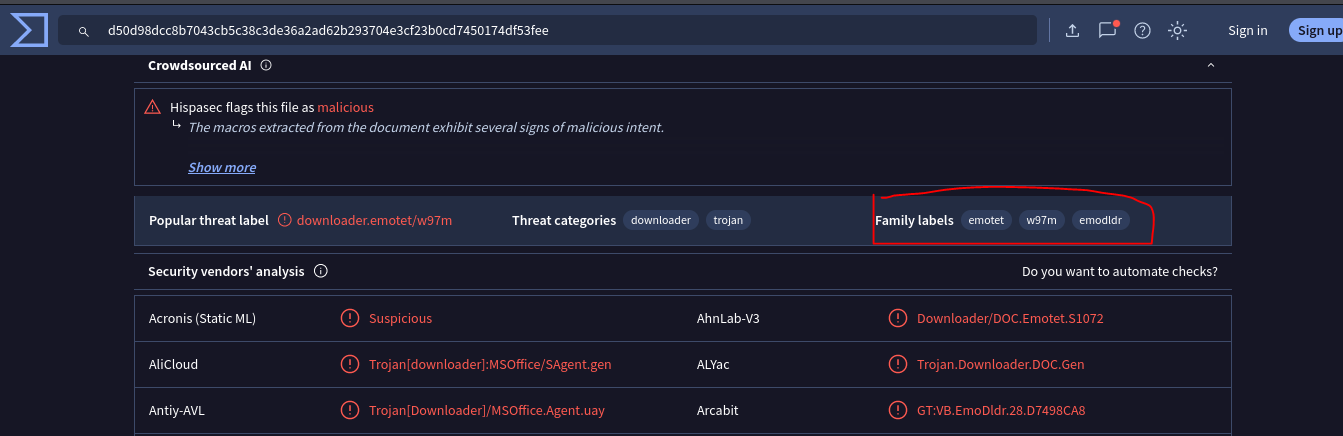 d50d98dcc8b7043cb5c38c3de36a2ad62b293704e3cf23b0cd7450174df53fee Sign in Sign up
Crowdsourced AI
Hispasec flags this file as malicious
The macros extracted from the document exhibit several signs of malicious intent.
Show more
Popular threat label downloader.emotet/w97m Threat categories downloader trojan Family labels emotet w97m emodldr
Security vendors' analysis Do you want to automate checks?
Acronis (Static ML) Suspicious AhnLab-V3 Downloader/DOC.Emotet.S1072
AliCloud Trojan[downloader]:MSOffice/SAgent.gen ALYac Trojan.Downloader.DOC.Gen
Antiy-AVL Trojan[Downloader]/MSOffice.Agent.uay Arcabit GT:VB.EmoDldr.28.D7498CA8